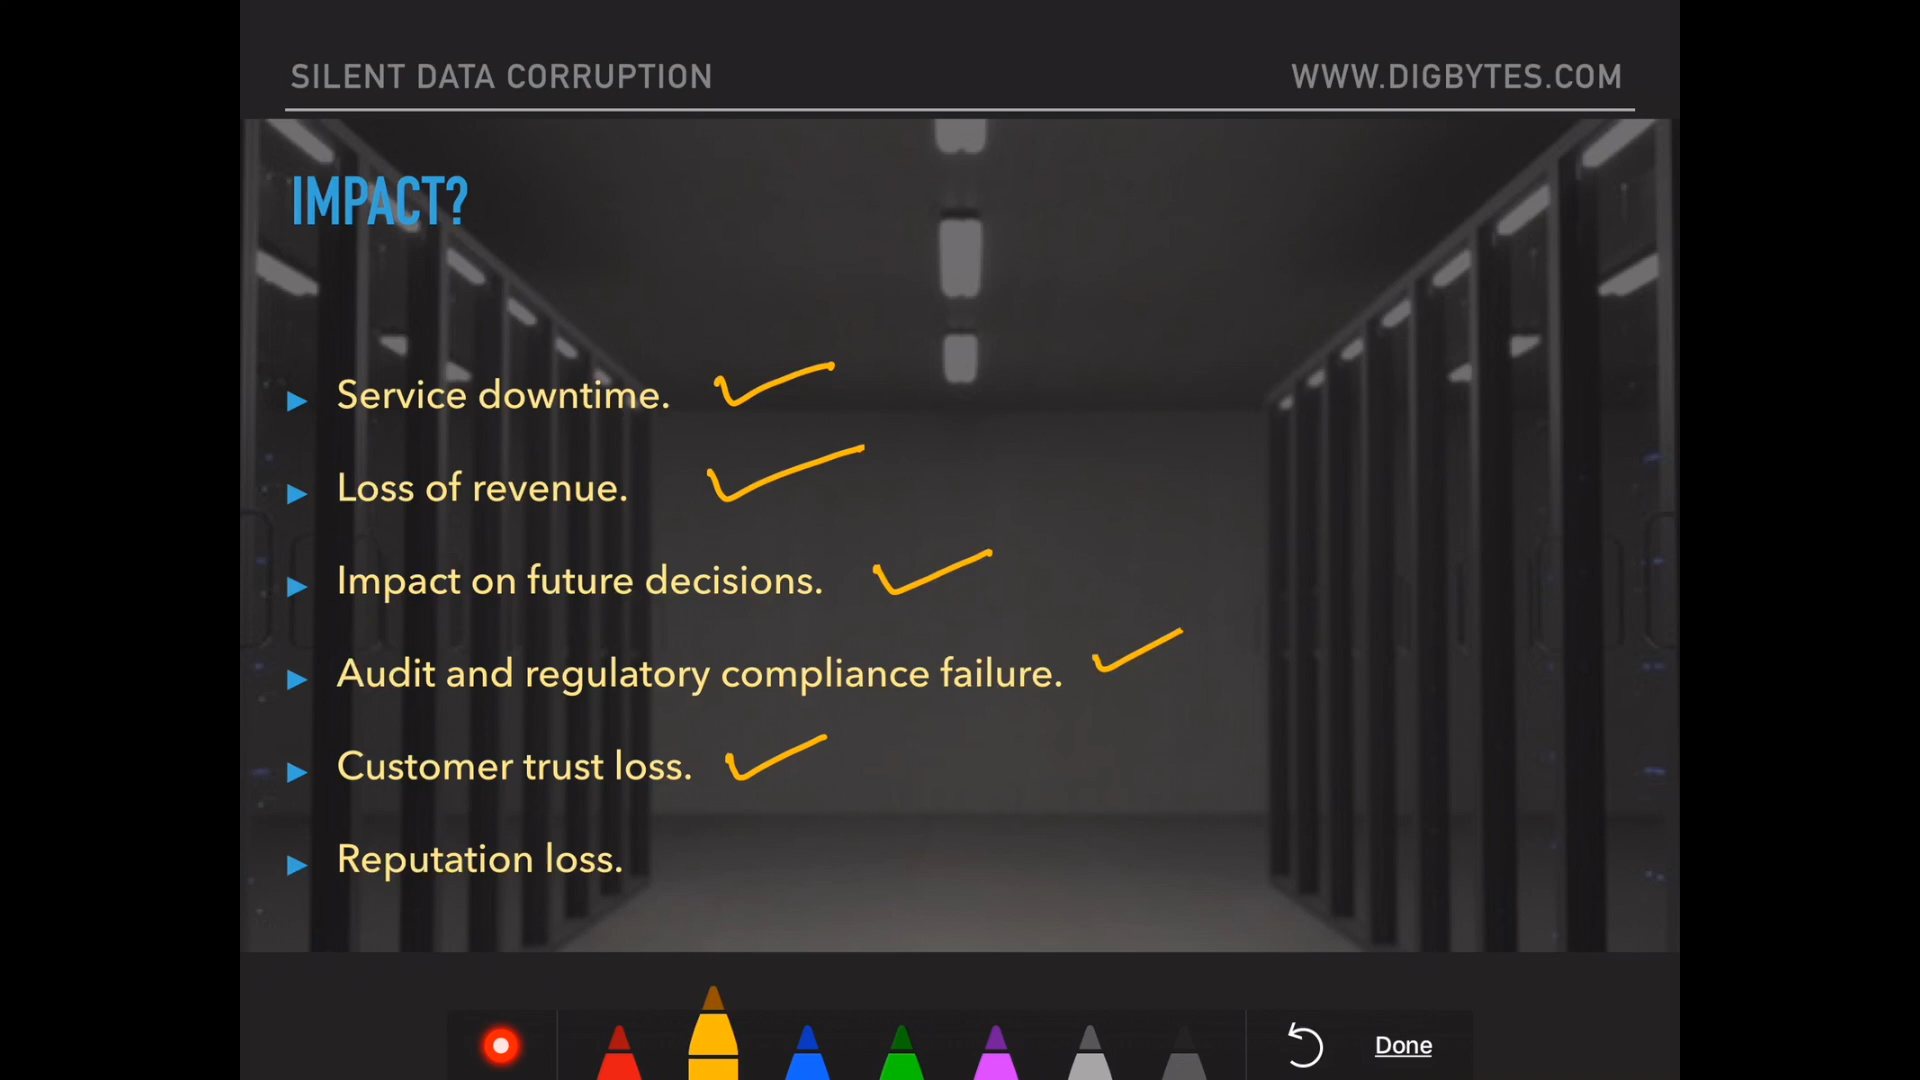 SILENT DATA CORRUPTION
WWW.DIGBYTES.COM
IMPACT?
Service downtime.
Loss of revenue.
Impact on future decisions.
Audit and regulatory compliance failure.
Customer trust loss.
Reputation loss.
Done